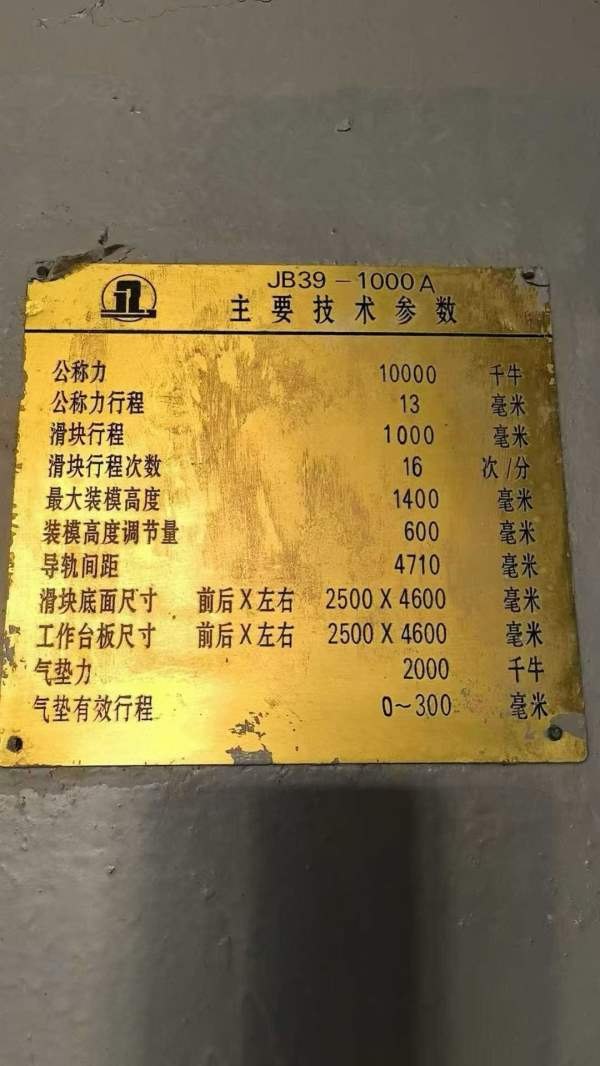 JB39-1000A
主要技术参数
公称力 10000 千牛
公称力行程 13 毫米
滑块行程 1000 毫米
滑块行程次数 16 次/分
最大装模高度 1400 毫米
装模高度调节量 600 毫米
导轨间距 4710 毫米
滑块底面尺寸 前后X左右 2500X4600 毫米
工作台板尺寸 前后X左右 2500X4600 毫米
气垫力 2000 千牛
气垫有效行程 0~300 毫米